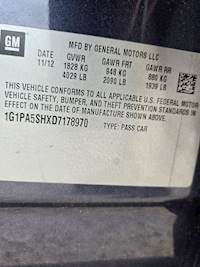 GM
MFD BY GENERAL MOTORS LLC
11/12 GVWR GAWR FRT GAWR RR
1828 KG 948 KG 880 KG
4029 LB 2090 LB 1939 LB
THIS VEHICLE CONFORMS TO ALL APPLICABLE U.S. FEDERAL MOTOR
VEHICLE SAFETY, BUMPER, AND THEFT PREVENTION STANDARDS
IN EFFECT ON THE DATE OF MANUFACTURE SHOWN ABOVE.
1G1PA5SHXD7178970
TYPE: PASS CAR